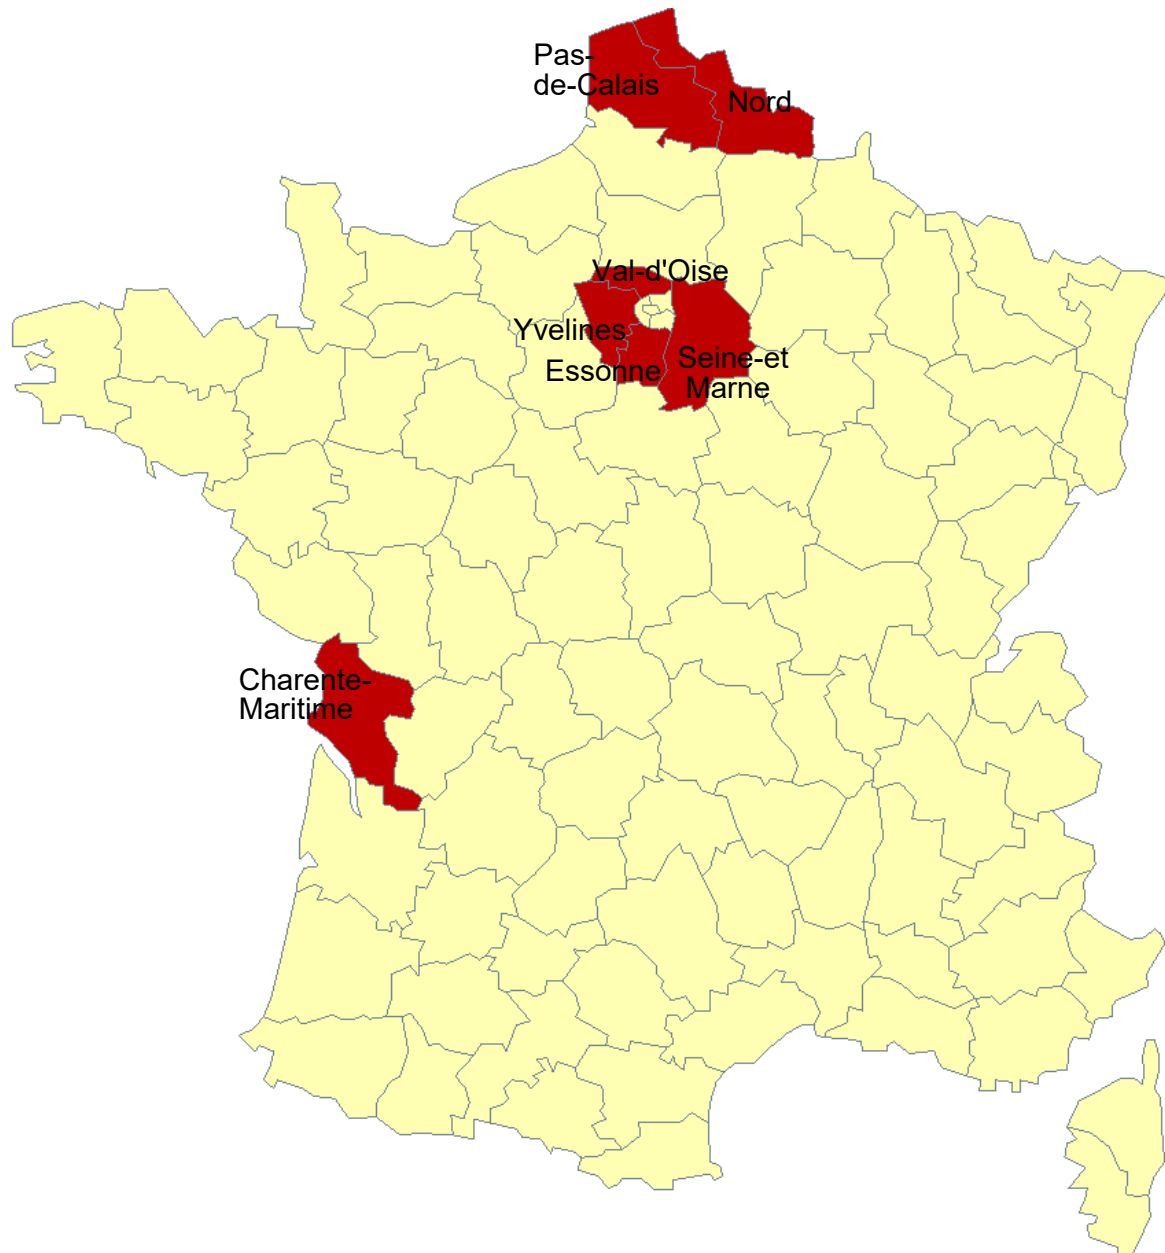 Pas-
de-Calais
Nord
Val-d'Oise
Yvelines
Essonne
Seine-et
Marne
Charente-
Maritime